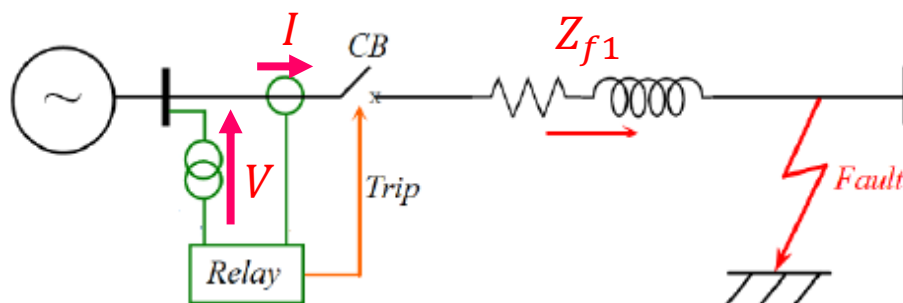 I
CB
Z_{f1}
~
V
Trip
Fault
Relay